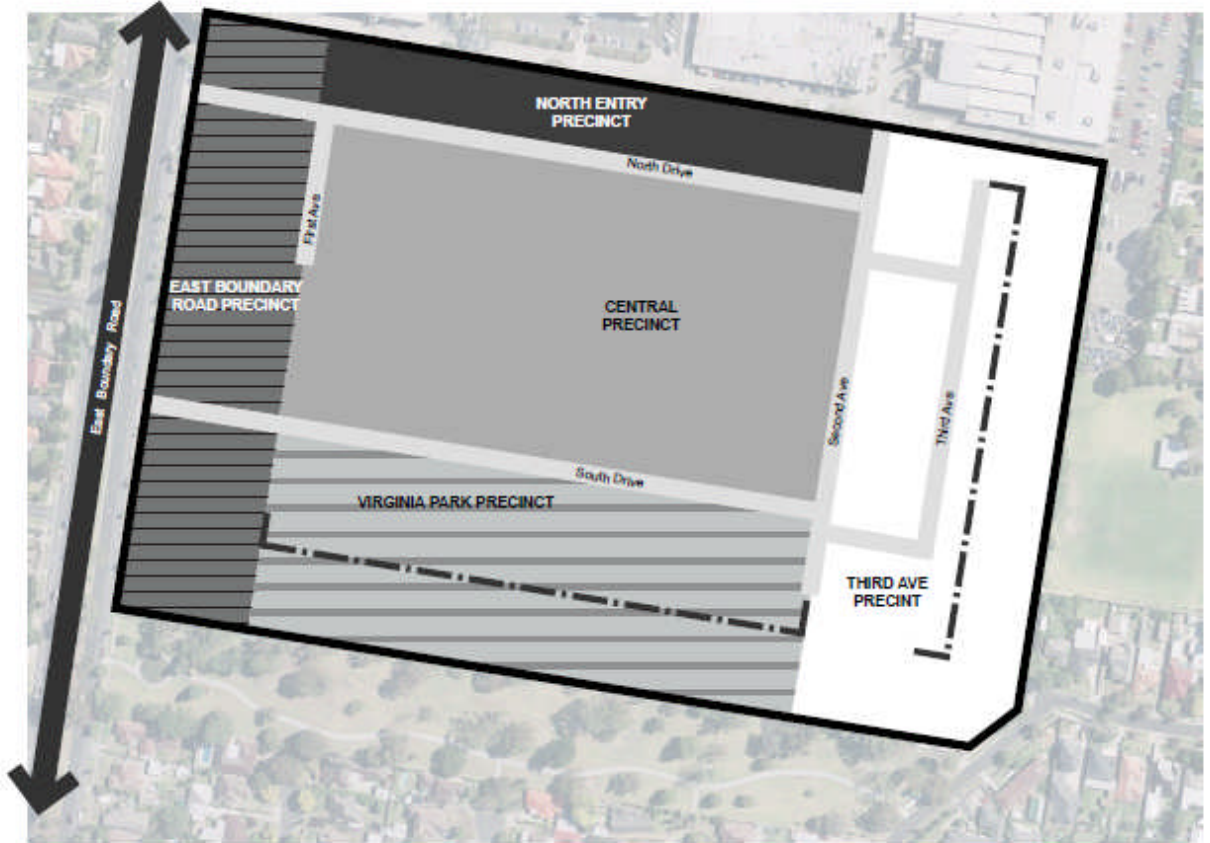 NORTH ENTRY
PRECINCT
North Drive
First Ave
EAST BOUNDARY
ROAD PRECINCT
CENTRAL
PRECINCT
East Boundary Road
Second Ave
Third Ave
South Drive
VIRGINIA PARK PRECINCT
THIRD AVE
PRECINT